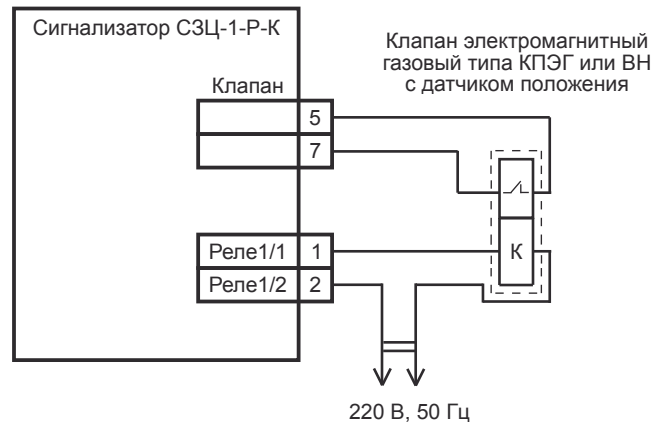 Сигнализатор СЗЦ-1-Р-К
Клапан электромагнитный
газовый типа КПЭГ или ВН
с датчиком положения
Клапан
5
7
Реле1/1 1
К
Реле1/2 2
220 В, 50 Гц